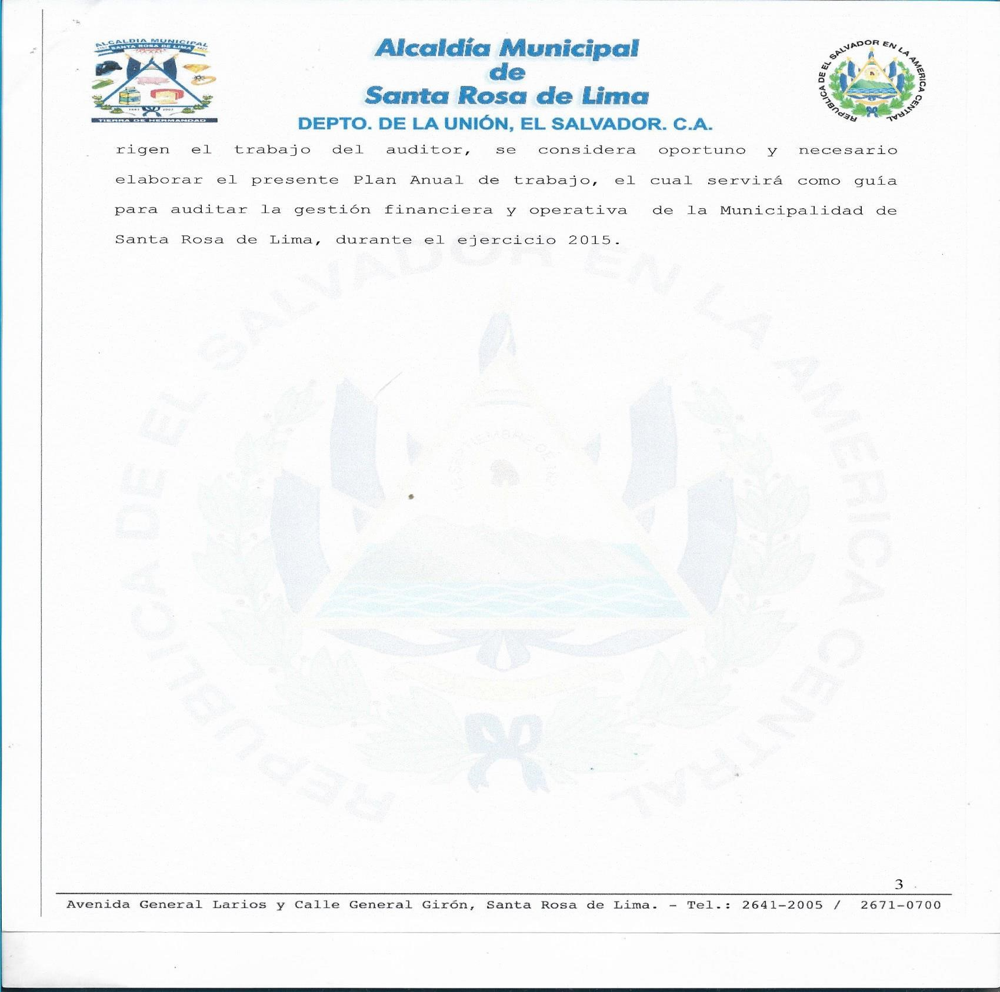 ALCALDIA MUNICIPAL
SANTA ROSA DE LIMA
TIERRA DE HERMANDAD
Alcaldía Municipal
de
Santa Rosa de Lima
DEPTO. DE LA UNIÓN, EL SALVADOR. C.A.
REPUBLICA DE EL SALVADOR EN LA AMERICA CENTRAL
rigen el trabajo del auditor, se considera oportuno y necesario
elaborar el presente Plan Anual de trabajo, el cual servirá como guía
para auditar la gestión financiera y operativa de la Municipalidad de
Santa Rosa de Lima, durante el ejercicio 2015.
REPUBLICA DE EL SALVADOR EN LA AMERICA CENTRAL
3
Avenida General Larios y Calle General Girón, Santa Rosa de Lima. - Tel.: 2641-2005 / 2671-0700